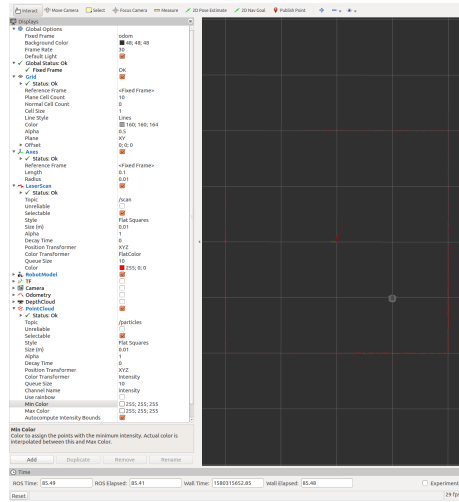 Interact Move Camera Select Focus Camera Measure 2D Pose Estimate 2D Nav Goal Publish Point
Displays
Global Options
Fixed Frame odom
Background Color 48; 48; 48
Frame Rate 30
Default Light
Global Status: Ok
Fixed Frame OK
Grid
Status: Ok
Reference Frame <Fixed Frame>
Plane Cell Count 10
Normal Cell Count 0
Cell Size 1
Line Style Lines
Color 160; 160; 164
Alpha 0.5
Plane XY
Offset 0; 0; 0
Axes
Status: Ok
Reference Frame <Fixed Frame>
Length 0.1
Radius 0.01
LaserScan
Status: Ok
Topic /scan
Unreliable
Selectable
Style Flat Squares
Size (m) 0.01
Alpha 1
Decay Time 0
Position Transformer XYZ
Color Transformer FlatColor
Queue Size 10
Color 255; 0; 0
RobotModel
TF
Camera
Odometry
DepthCloud
PointCloud
Status: Ok
Topic /particles
Unreliable
Selectable
Style Flat Squares
Size (m) 0.01
Alpha 1
Decay Time 0
Position Transformer XYZ
Color Transformer Intensity
Queue Size 10
Channel Name intensity
Use rainbow
Min Color 255; 255; 255
Max Color 255; 255; 255
Autocompute Intensity Bounds
Min Color
Color to assign the points with the minimum intensity. Actual color is
interpolated between this and Max Color.
Add Duplicate Remove Rename
Time
ROS Time: 85.49 ROS Elapsed: 85.41 Wall Time: 1580315652.85 Wall Elapsed: 85.48 Experiment
Reset 29 fp